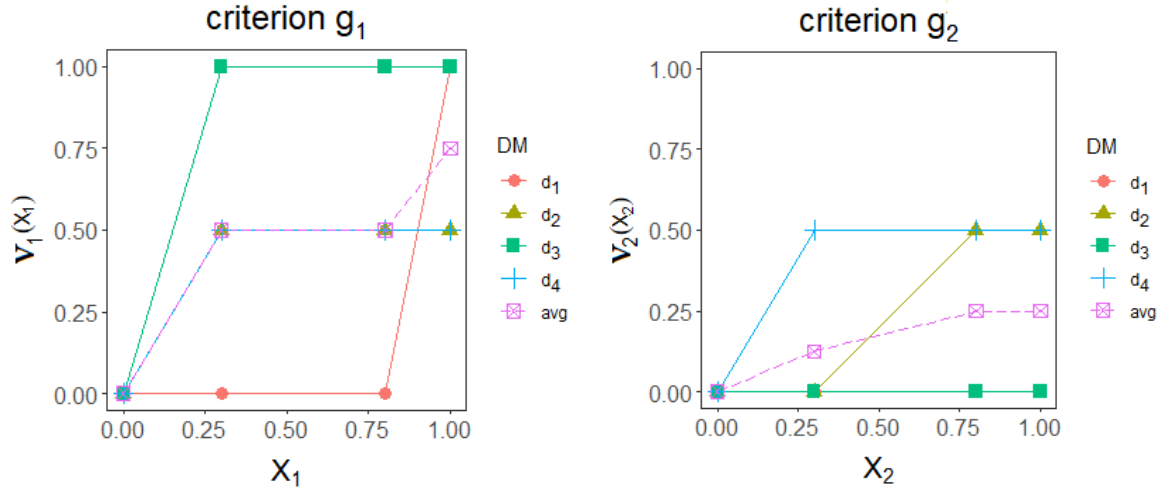 criterion g₁
1.00
0.75
0.50
0.25
0.00
V₁(X₁)
0.00 0.25 0.50 0.75 1.00
X₁
DM
d₁
d₂
d₃
d₄
avg
criterion g₂
1.00
0.75
0.50
0.25
0.00
V₂(X₂)
0.00 0.25 0.50 0.75 1.00
X₂
DM
d₁
d₂
d₃
d₄
avg